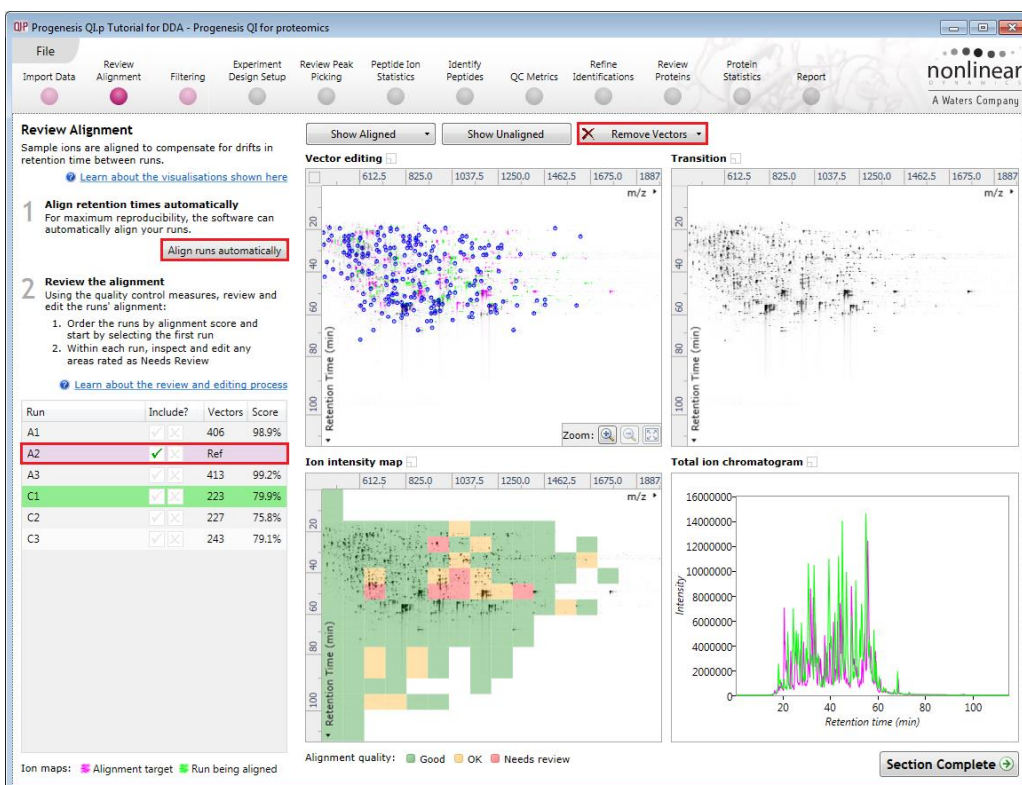 QIP Progenesis QI.p Tutorial for DDA - Progenesis QI for proteomics
File
Import Data
Review Alignment
Filtering
Experiment Design Setup
Review Peak Picking
Peptide Ion Statistics
Identify Peptides
QC Metrics
Refine Identifications
Review Proteins
Protein Statistics
Report
nonlinear
DYNAMICS
A Waters Company
Review Alignment
Sample ions are aligned to compensate for drifts in
retention time between runs.
Learn about the visualisations shown here
1 Align retention times automatically
For maximum reproducibility, the software can
automatically align your runs.
Align runs automatically
2 Review the alignment
Using the quality control measures, review and
edit the runs' alignment:
1. Order the runs by alignment score and
start by selecting the first run
2. Within each run, inspect and edit any
areas rated as Needs Review
Learn about the review and editing process
Run Include? Vectors Score
A1 406 98.9%
A2 Ref
A3 413 99.2%
C1 223 79.9%
C2 227 75.8%
C3 243 79.1%
Ion maps: Alignment target Run being aligned
Show Aligned
Show Unaligned
Remove Vectors
Vector editing
612.5 825.0 1037.5 1250.0 1462.5 1675.0 1887
m/z
20
40
60
80
100
Retention Time (min)
Zoom:
Transition
612.5 825.0 1037.5 1250.0 1462.5 1675.0 1887
m/z
20
40
60
80
100
Retention Time (min)
Ion intensity map
612.5 825.0 1037.5 1250.0 1462.5 1675.0 1887
m/z
20
40
60
80
100
Retention Time (min)
Alignment quality: Good OK Needs review
Total ion chromatogram
16000000
14000000
12000000
10000000
8000000
6000000
4000000
2000000
0
Intensity
20 40 60 80 100
Retention time (min)
Section Complete